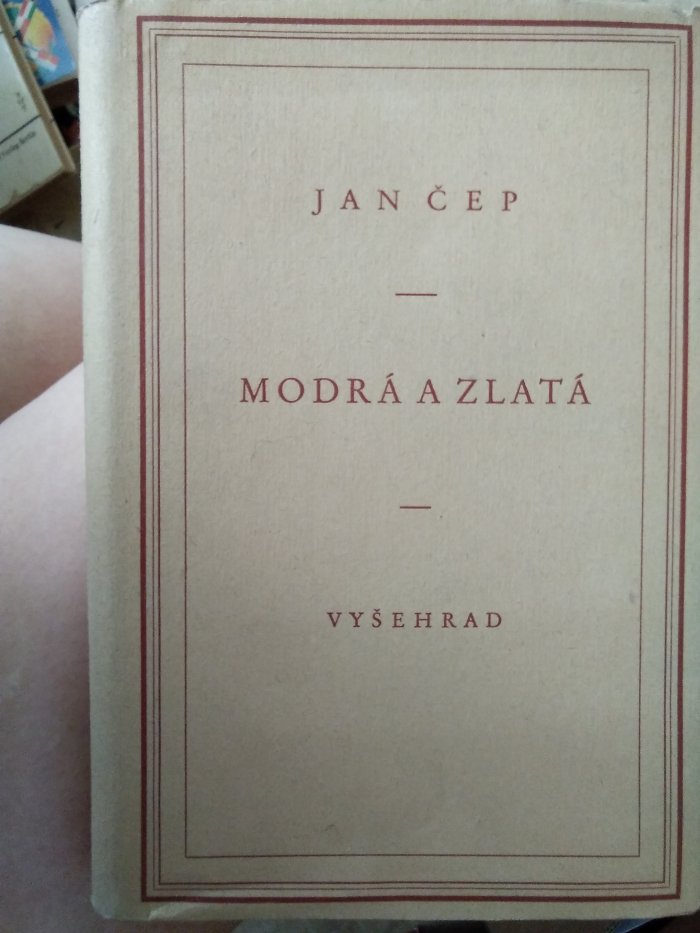 JAN ČEP
MODRÁ A ZLATÁ
VYŠEHRAD